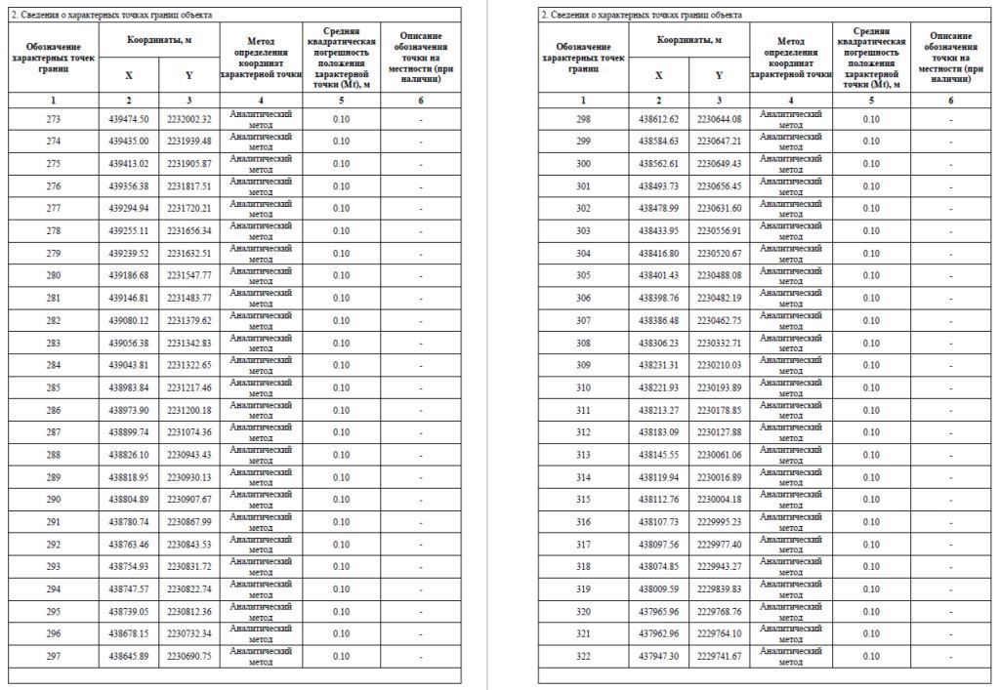 2. Сведения о характерных точках границ объекта
Обозначение характерных точек границ | Координаты, м | Метод определения координат характерной точки | Средняя квадратическая погрешность положения характерной точки (Mt), м | Описание обозначения точки на местности (при наличии)
X | Y
1 | 2 | 3 | 4 | 5 | 6
273 | 439474.50 | 2232002.32 | Аналитический метод | 0.10 | -
274 | 439435.00 | 2231939.48 | Аналитический метод | 0.10 | -
275 | 439413.02 | 2231905.87 | Аналитический метод | 0.10 | -
276 | 439356.38 | 2231817.51 | Аналитический метод | 0.10 | -
277 | 439294.94 | 2231720.21 | Аналитический метод | 0.10 | -
278 | 439255.11 | 2231656.34 | Аналитический метод | 0.10 | -
279 | 439239.52 | 2231632.51 | Аналитический метод | 0.10 | -
280 | 439186.68 | 2231547.77 | Аналитический метод | 0.10 | -
281 | 439146.81 | 2231483.77 | Аналитический метод | 0.10 | -
282 | 439080.12 | 2231379.62 | Аналитический метод | 0.10 | -
283 | 439056.38 | 2231342.83 | Аналитический метод | 0.10 | -
284 | 439043.81 | 2231322.65 | Аналитический метод | 0.10 | -
285 | 438983.84 | 2231217.46 | Аналитический метод | 0.10 | -
286 | 438973.90 | 2231200.18 | Аналитический метод | 0.10 | -
287 | 438899.74 | 2231074.36 | Аналитический метод | 0.10 | -
288 | 438826.10 | 2230943.43 | Аналитический метод | 0.10 | -
289 | 438818.95 | 2230930.13 | Аналитический метод | 0.10 | -
290 | 438804.89 | 2230907.67 | Аналитический метод | 0.10 | -
291 | 438780.74 | 2230867.99 | Аналитический метод | 0.10 | -
292 | 438763.46 | 2230843.53 | Аналитический метод | 0.10 | -
293 | 438754.93 | 2230831.72 | Аналитический метод | 0.10 | -
294 | 438747.57 | 2230822.74 | Аналитический метод | 0.10 | -
295 | 438739.05 | 2230812.36 | Аналитический метод | 0.10 | -
296 | 438678.15 | 2230732.34 | Аналитический метод | 0.10 | -
297 | 438645.89 | 2230690.75 | Аналитический метод | 0.10 | -
2. Сведения о характерных точках границ объекта
Обозначение характерных точек границ | Координаты, м | Метод определения координат характерной точки | Средняя квадратическая погрешность положения характерной точки (Mt), м | Описание обозначения точки на местности (при наличии)
X | Y
1 | 2 | 3 | 4 | 5 | 6
298 | 438612.62 | 2230644.08 | Аналитический метод | 0.10 | -
299 | 438584.63 | 2230647.21 | Аналитический метод | 0.10 | -
300 | 438562.61 | 2230649.43 | Аналитический метод | 0.10 | -
301 | 438493.73 | 2230656.45 | Аналитический метод | 0.10 | -
302 | 438478.99 | 2230631.60 | Аналитический метод | 0.10 | -
303 | 438433.95 | 2230556.91 | Аналитический метод | 0.10 | -
304 | 438416.80 | 2230520.67 | Аналитический метод | 0.10 | -
305 | 438401.43 | 2230488.08 | Аналитический метод | 0.10 | -
306 | 438398.76 | 2230482.19 | Аналитический метод | 0.10 | -
307 | 438386.48 | 2230462.75 | Аналитический метод | 0.10 | -
308 | 438306.23 | 2230332.71 | Аналитический метод | 0.10 | -
309 | 438231.31 | 2230210.03 | Аналитический метод | 0.10 | -
310 | 438221.93 | 2230193.89 | Аналитический метод | 0.10 | -
311 | 438213.27 | 2230178.85 | Аналитический метод | 0.10 | -
312 | 438183.09 | 2230127.88 | Аналитический метод | 0.10 | -
313 | 438145.55 | 2230061.06 | Аналитический метод | 0.10 | -
314 | 438119.94 | 2230016.89 | Аналитический метод | 0.10 | -
315 | 438112.76 | 2230004.18 | Аналитический метод | 0.10 | -
316 | 438107.73 | 2229995.23 | Аналитический метод | 0.10 | -
317 | 438097.56 | 2229977.40 | Аналитический метод | 0.10 | -
318 | 438074.85 | 2229943.27 | Аналитический метод | 0.10 | -
319 | 438009.59 | 2229839.83 | Аналитический метод | 0.10 | -
320 | 437965.96 | 2229768.76 | Аналитический метод | 0.10 | -
321 | 437962.96 | 2229764.10 | Аналитический метод | 0.10 | -
322 | 437947.30 | 2229741.67 | Аналитический метод | 0.10 | -